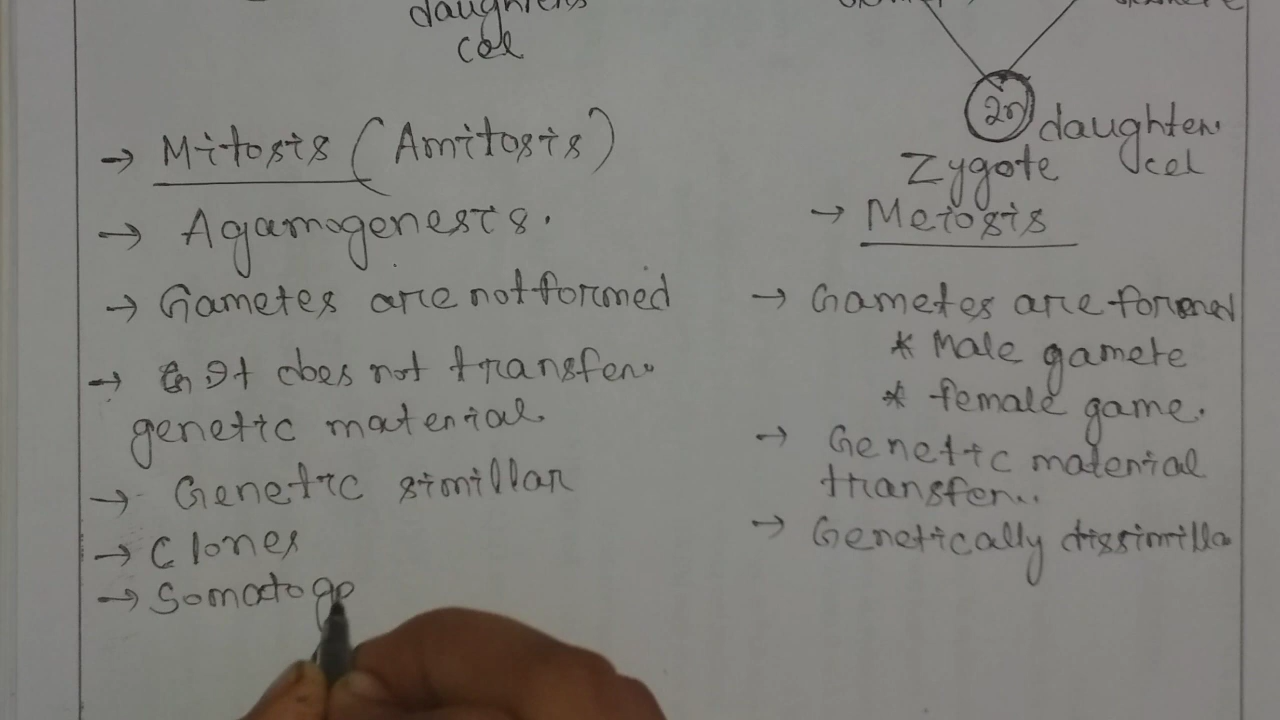 daughters
cel
→ Mitosis (Amitosis)
→ Agamogenesis.
→ Gametes are not formed
→ It does not transfer
genetic material.
→ Genetic simillar
→ Clones
→ Somatoge
2n daughter
Zygote cel
→ Meiosis
→ Gametes are formed
* Male gamete
* female game.
→ Genetic material
transfer..
→ Genetically dissimilla